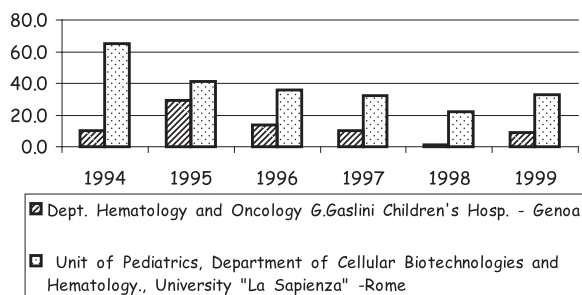 80.0
60.0
40.0
20.0
0.0
1994 1995 1996 1997 1998 1999
Dept. Hematology and Oncology G.Gaslini Children's Hosp. - Genoa
Unit of Pediatrics, Department of Cellular Biotechnologies and
Hematology., University "La Sapienza" -Rome